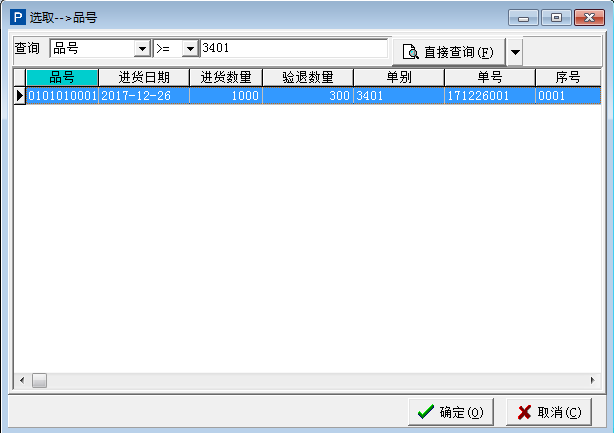 P 选取-->品号
查询 品号 >= 3401 直接查询(F)
品号 进货日期 进货数量 验退数量 单别 单号 序号
0101010001 2017-12-26 1000 300 3401 171226001 0001
确定(O) 取消(C)